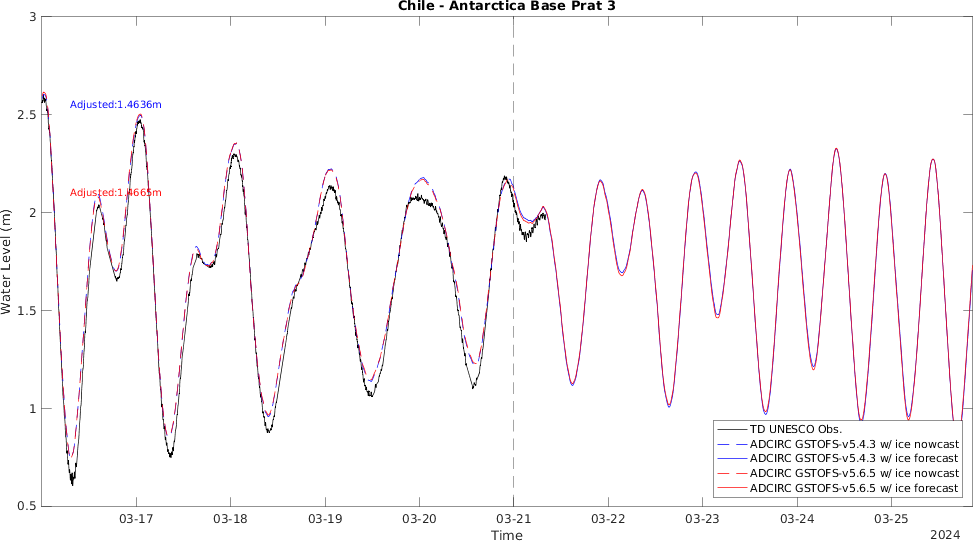 Chile - Antarctica Base Prat 3
3
2.5
2
1.5
1
0.5
Water Level (m)
Adjusted:1.4636m
Adjusted:1.4665m
TD UNESCO Obs.
ADCIRC GSTOFS-v5.4.3 w/ ice nowcast
ADCIRC GSTOFS-v5.4.3 w/ ice forecast
ADCIRC GSTOFS-v5.6.5 w/ ice nowcast
ADCIRC GSTOFS-v5.6.5 w/ ice forecast
03-17 03-18 03-19 03-20 03-21 03-22 03-23 03-24 03-25
Time
2024